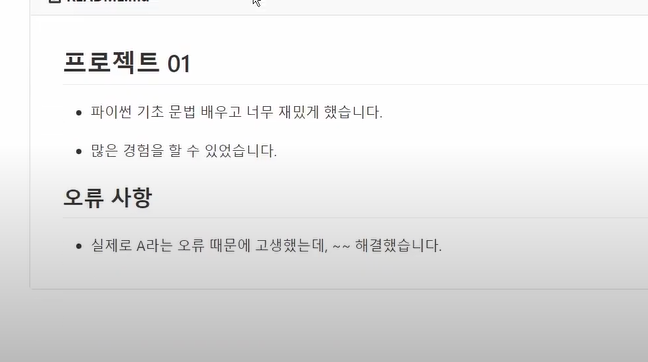 프로젝트 01
파이썬 기초 문법 배우고 너무 재밌게 했습니다.
많은 경험을 할 수 있었습니다.
오류 사항
실제로 A라는 오류 때문에 고생했는데, ~~ 해결했습니다.